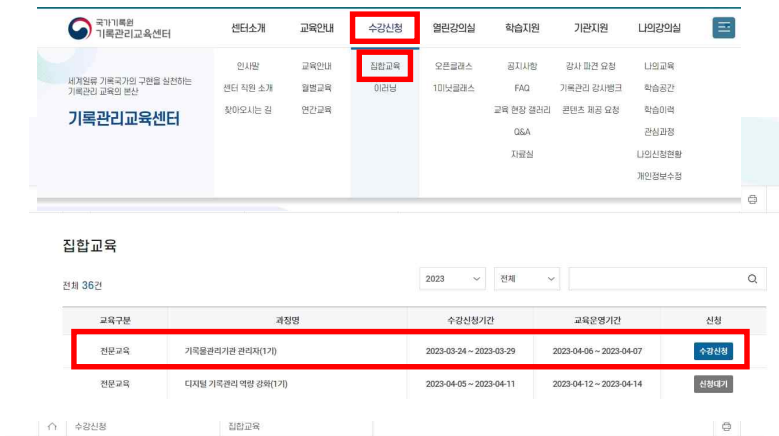 국가기록원
기록관리교육센터
센터소개 교육안내 수강신청 열린강의실 학습지원 기관지원 나의강의실
세계일류 기록국가의 구현을 실천하는
기록관리 교육의 본산
기록관리교육센터
인사말 교육안내 집합교육 오픈클래스 공지사항 강사 파견 요청 나의교육
센터 직원 소개 월별교육 이러닝 1미닛클래스 FAQ 기록관리 강사뱅크 학습공간
찾아오시는 길 연간교육 교육 현장 갤러리 콘텐츠 제공 요청 학습이력
Q&A 관심과정
자료실 나의신청현황
개인정보수정
집합교육
전체 36건
2023 전체
교육구분 과정명 수강신청기간 교육운영기간 신청
전문교육 기록물관리기관 관리자(1기) 2023-03-24 ~ 2023-03-29 2023-04-06 ~ 2023-04-07 수강신청
전문교육 디지털 기록관리 역량 강화(1기) 2023-04-05 ~ 2023-04-11 2023-04-12 ~ 2023-04-14 신청대기
수강신청 집합교육